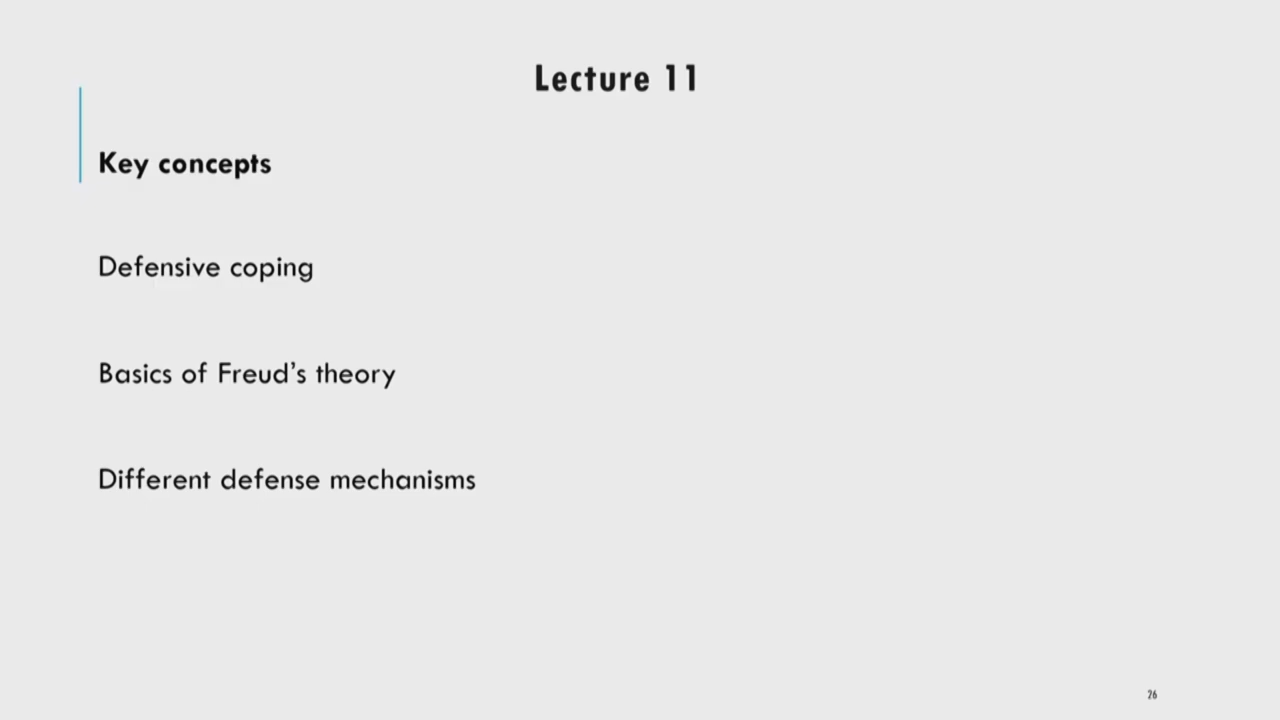 Lecture 11
Key concepts
Defensive coping
Basics of Freud’s theory
Different defense mechanisms
26